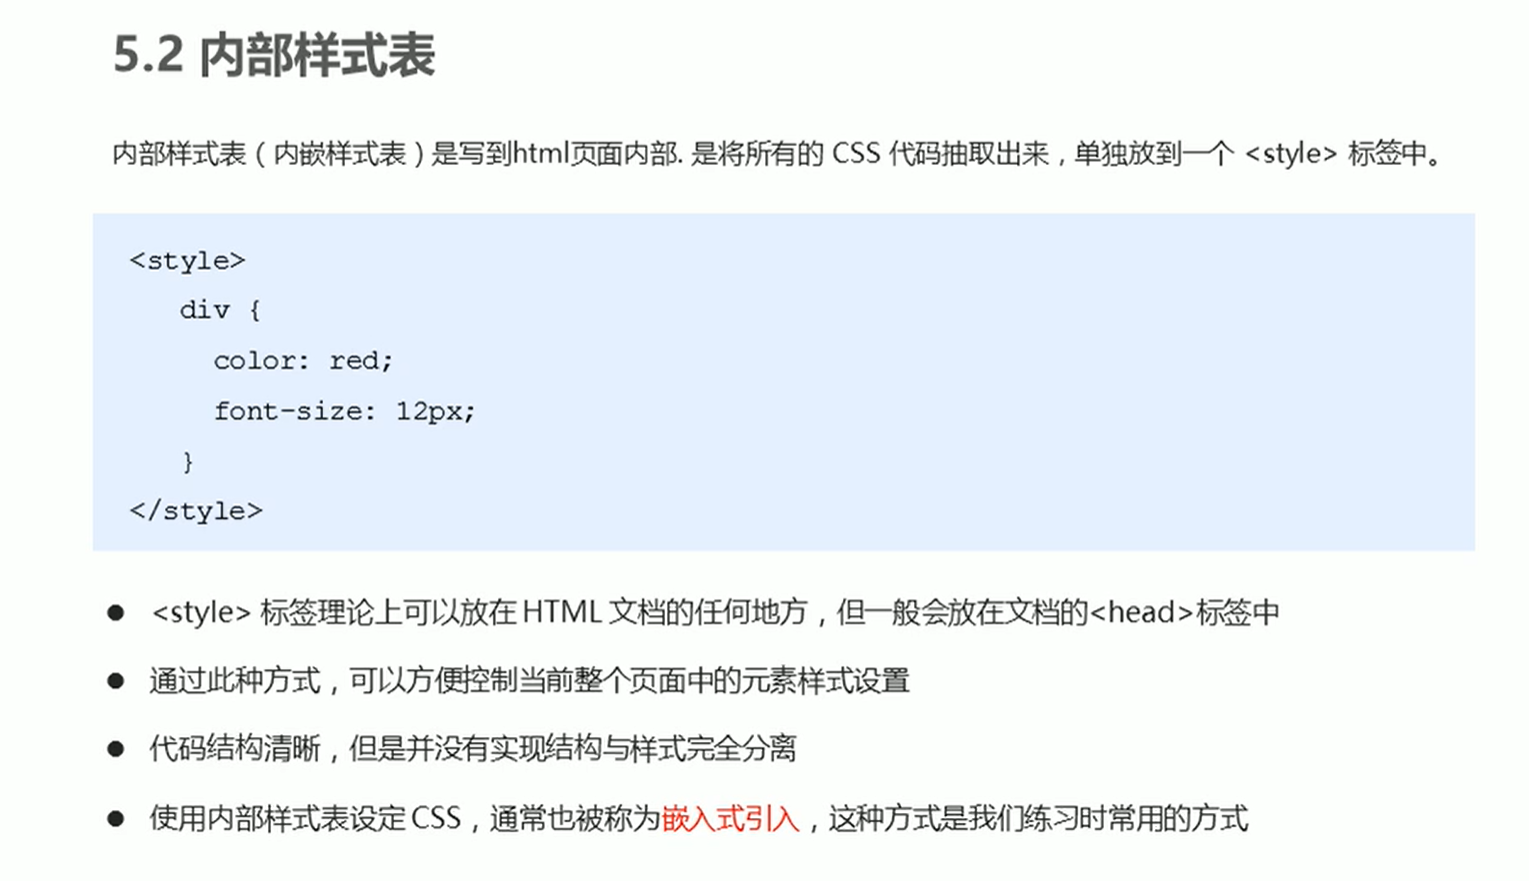 5.2 内部样式表
内部样式表（内嵌样式表）是写到html页面内部. 是将所有的 CSS 代码抽取出来，单独放到一个 <style> 标签中。
<style>
div {
color: red;
font-size: 12px;
}
</style>
● <style> 标签理论上可以放在 HTML 文档的任何地方，但一般会放在文档的<head>标签中
● 通过此种方式，可以方便控制当前整个页面中的元素样式设置
● 代码结构清晰，但是并没有实现结构与样式完全分离
● 使用内部样式表设定 CSS，通常也被称为嵌入式引入，这种方式是我们练习时常用的方式